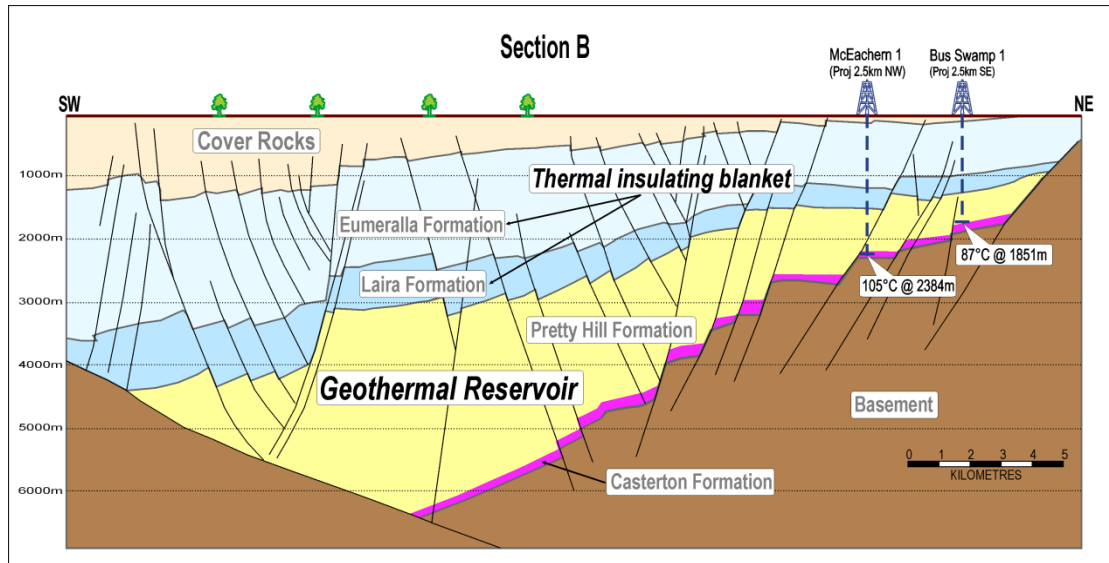 Section B
McEachern 1
(Proj 2.5km NW)
Bus Swamp 1
(Proj 2.5km SE)
SW
NE
Cover Rocks
1000m
Thermal insulating blanket
Eumeralla Formation
2000m
87°C @ 1851m
Laira Formation
105°C @ 2384m
3000m
Pretty Hill Formation
4000m
Geothermal Reservoir
Basement
5000m
0 1 2 3 4 5
KILOMETRES
Casterton Formation
6000m